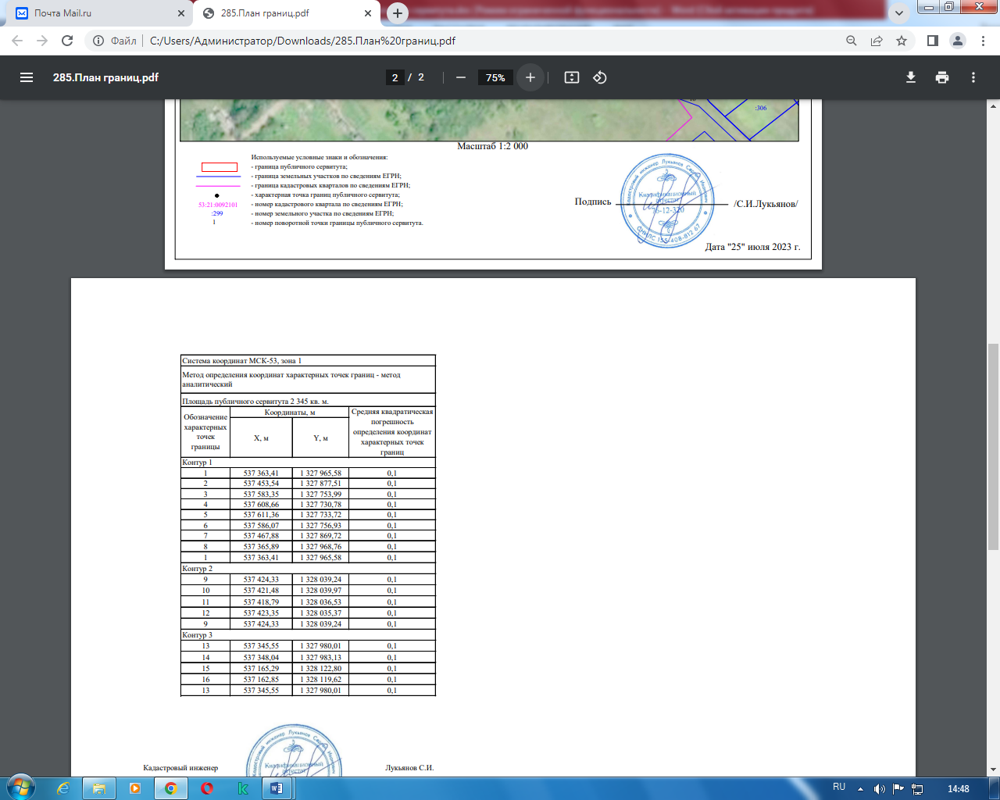 Почта Mail.ru
285.План границ.pdf
Файл C:/Users/Администратор/Downloads/285.План%20границ.pdf
285.План границ.pdf
2 / 2
75%
:306
Масштаб 1:2 000
Используемые условные знаки и обозначения:
- граница публичного сервитута;
- граница земельных участков по сведениям ЕГРН;
- граница кадастровых кварталов по сведениям ЕГРН;
- характерная точка границ публичного сервитута;
53:21:0092101 - номер кадастрового квартала по сведениям ЕГРН;
:299 - номер земельного участка по сведениям ЕГРН;
1 - номер поворотной точки границы публичного сервитута.
Кадастровый инженер Лукьянов Сергей
Квалификационный
аттестат
76-12-320
СНИЛС 155-408-812 67
Подпись /С.И.Лукьянов/
Дата "25" июля 2023 г.
Система координат МСК-53, зона 1
Метод определения координат характерных точек границ - метод
аналитический
Площадь публичного сервитута 2 345 кв. м.
Обозначение характерных точек границы
Координаты, м
X, м Y, м
Средняя квадратическая погрешность определения координат характерных точек границ
Контур 1
1 537 363,41 1 327 965,58 0,1
2 537 453,54 1 327 877,51 0,1
3 537 583,35 1 327 753,99 0,1
4 537 608,66 1 327 730,78 0,1
5 537 611,36 1 327 733,72 0,1
6 537 586,07 1 327 756,93 0,1
7 537 467,88 1 327 869,72 0,1
8 537 365,89 1 327 968,76 0,1
1 537 363,41 1 327 965,58 0,1
Контур 2
9 537 424,33 1 328 039,24 0,1
10 537 421,48 1 328 039,97 0,1
11 537 418,79 1 328 036,53 0,1
12 537 423,35 1 328 035,37 0,1
9 537 424,33 1 328 039,24 0,1
Контур 3
13 537 345,55 1 327 980,01 0,1
14 537 348,04 1 327 983,13 0,1
15 537 165,29 1 328 122,80 0,1
16 537 162,85 1 328 119,62 0,1
13 537 345,55 1 327 980,01 0,1
Кадастровый инженер Лукьянов С.И.
RU 14:48